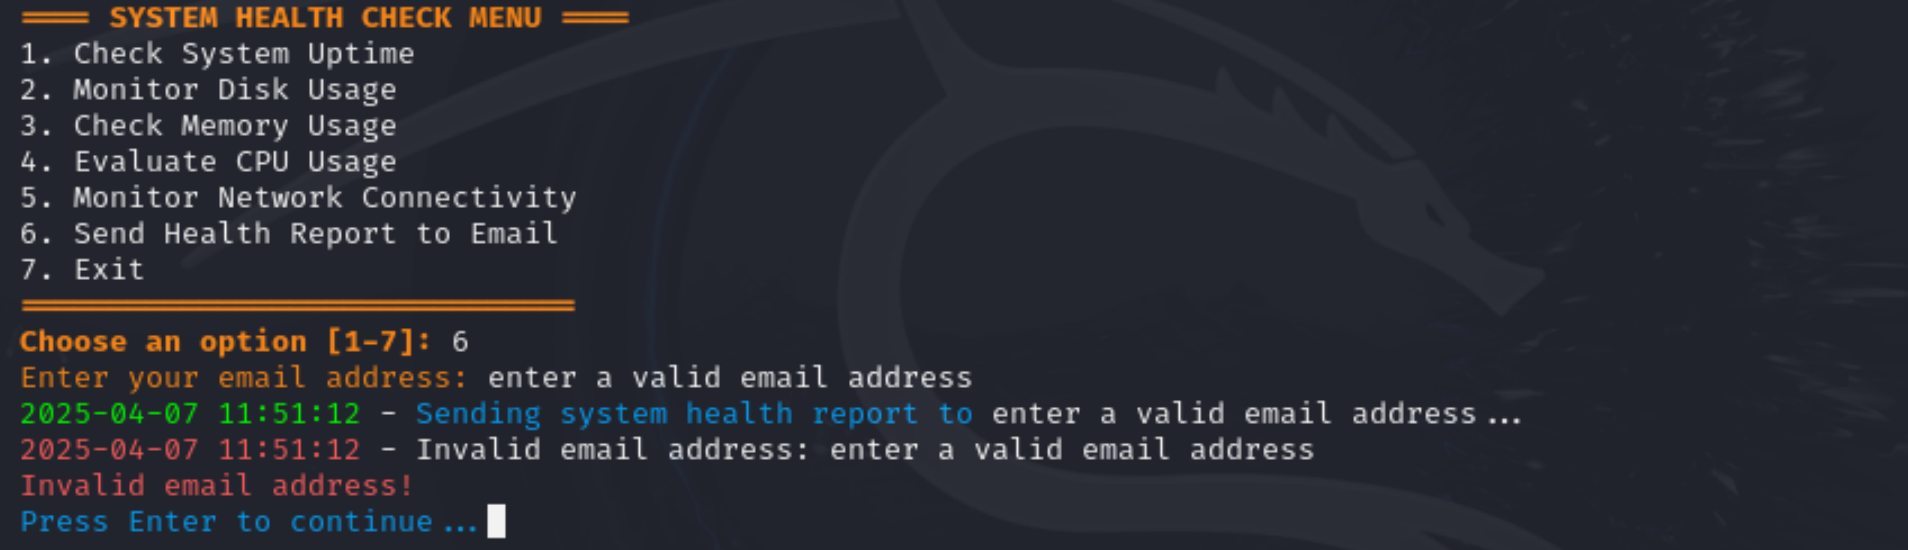 ==== SYSTEM HEALTH CHECK MENU ====
1. Check System Uptime
2. Monitor Disk Usage
3. Check Memory Usage
4. Evaluate CPU Usage
5. Monitor Network Connectivity
6. Send Health Report to Email
7. Exit
===============================
Choose an option [1-7]: 6
Enter your email address: enter a valid email address
2025-04-07 11:51:12 - Sending system health report to enter a valid email address...
2025-04-07 11:51:12 - Invalid email address: enter a valid email address
Invalid email address!
Press Enter to continue...